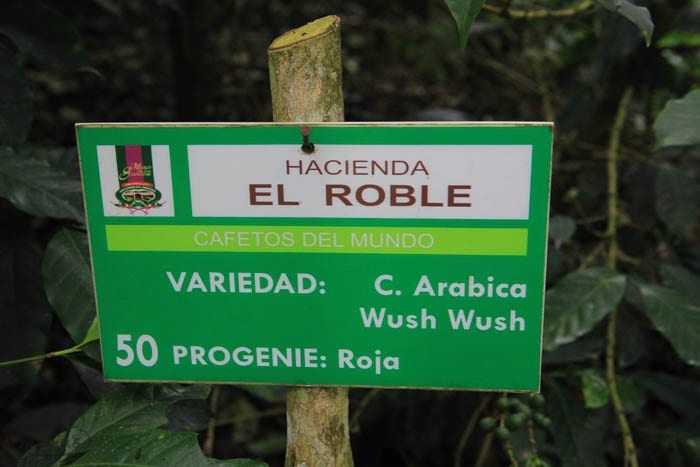 HACIENDA
EL ROBLE
CAFETOS DEL MUNDO
VARIEDAD: C. Arabica
Wush Wush
50 PROGENIE: Roja